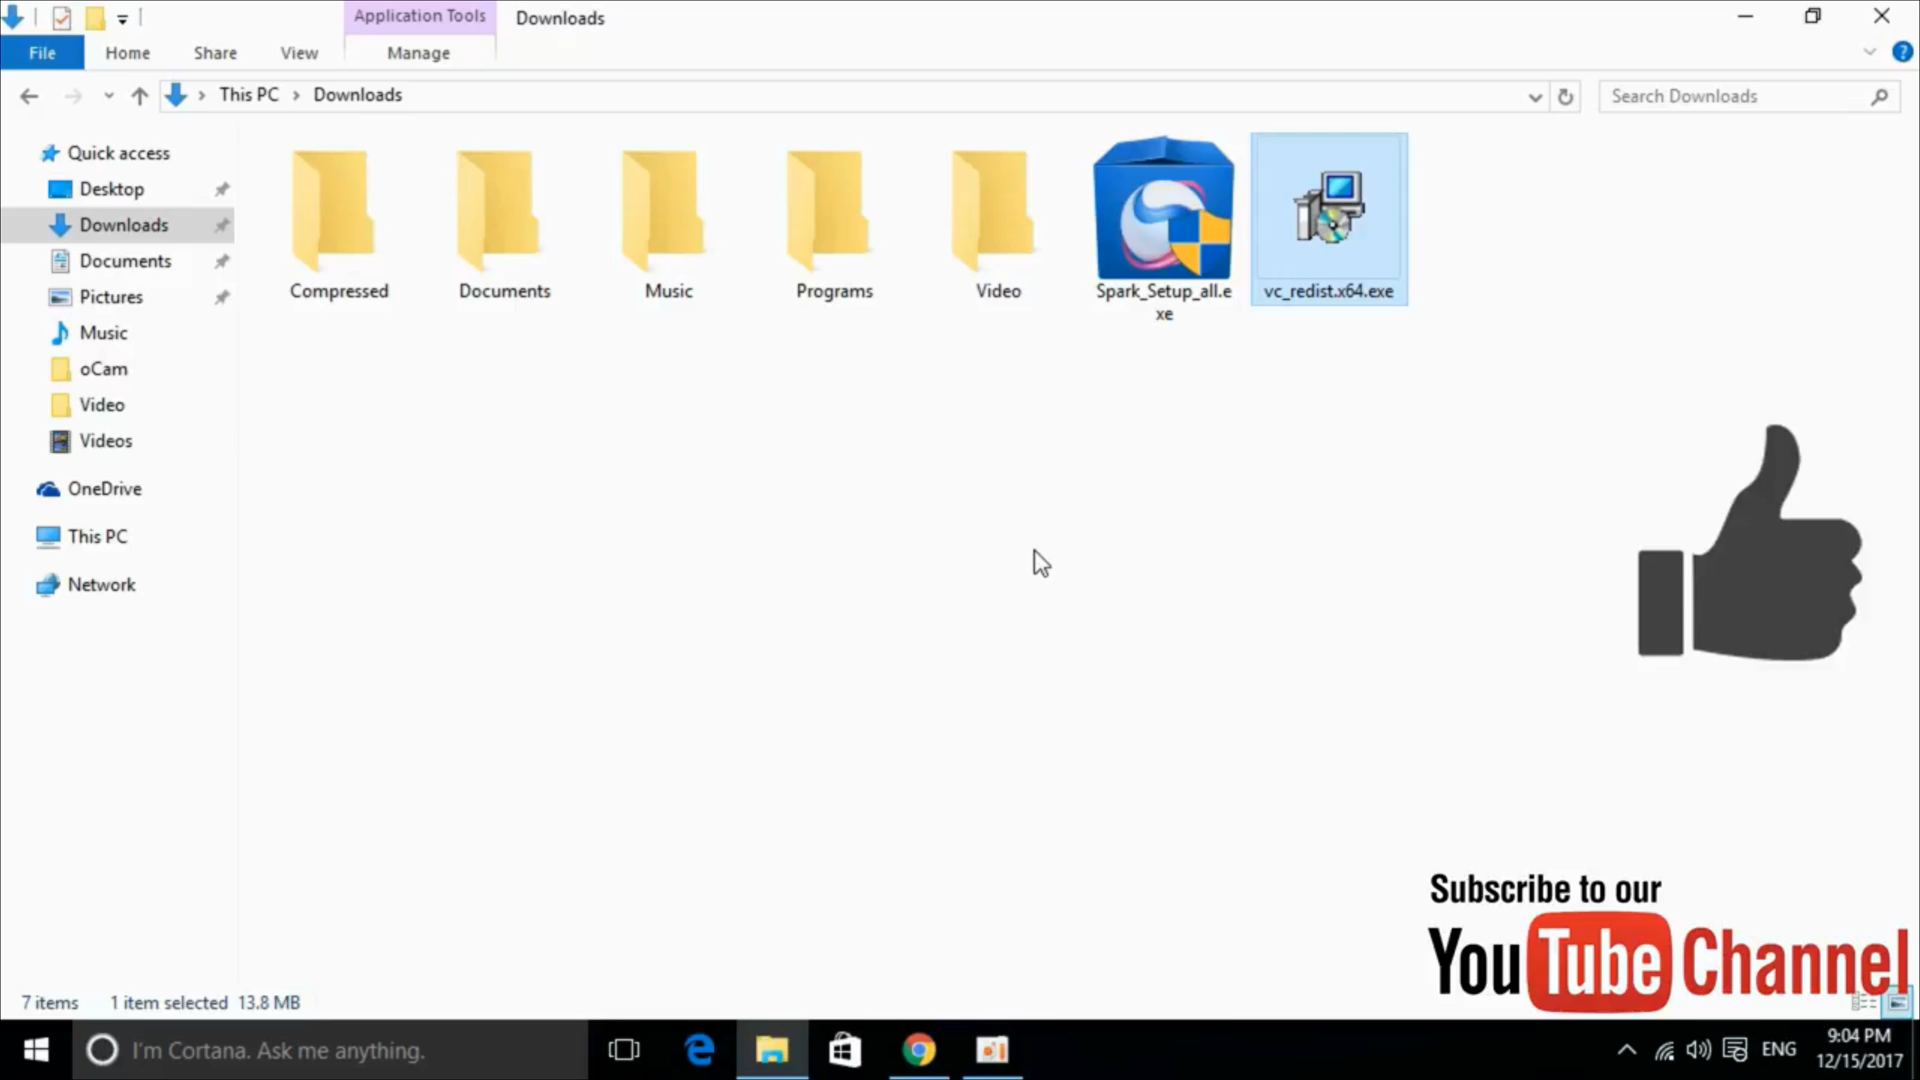 Application Tools
Downloads
File
Home
Share
View
Manage
?
This PC
Downloads
Search Downloads
Quick access
Desktop
Downloads
Documents
Pictures
Music
oCam
Video
Videos
OneDrive
This PC
Network
Compressed
Documents
Music
Programs
Video
Spark_Setup_all.e
xe
vc_redist.x64.exe
Subscribe to our
YouTube Channel
7 items
1 item selected 13.8 MB
I'm Cortana. Ask me anything.
ENG
9:04 PM
12/15/2017